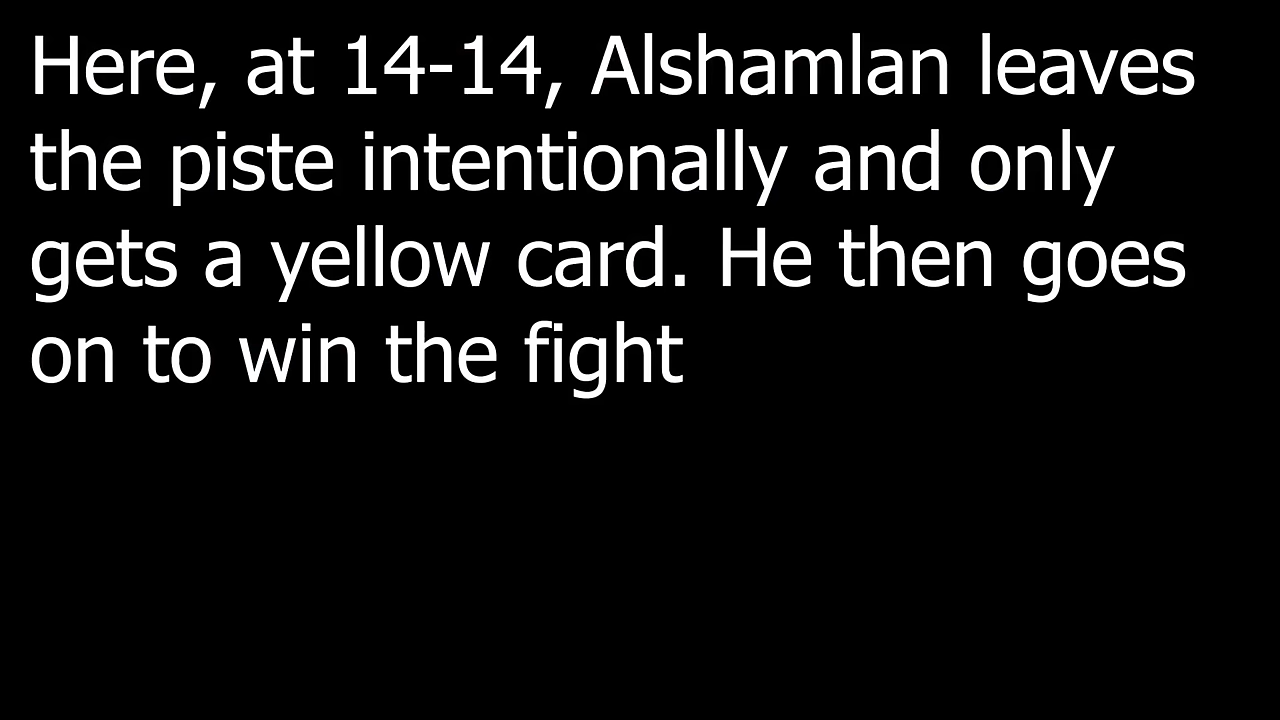 Here, at 14-14, Alshamlan leaves
the piste intentionally and only
gets a yellow card. He then goes
on to win the fight